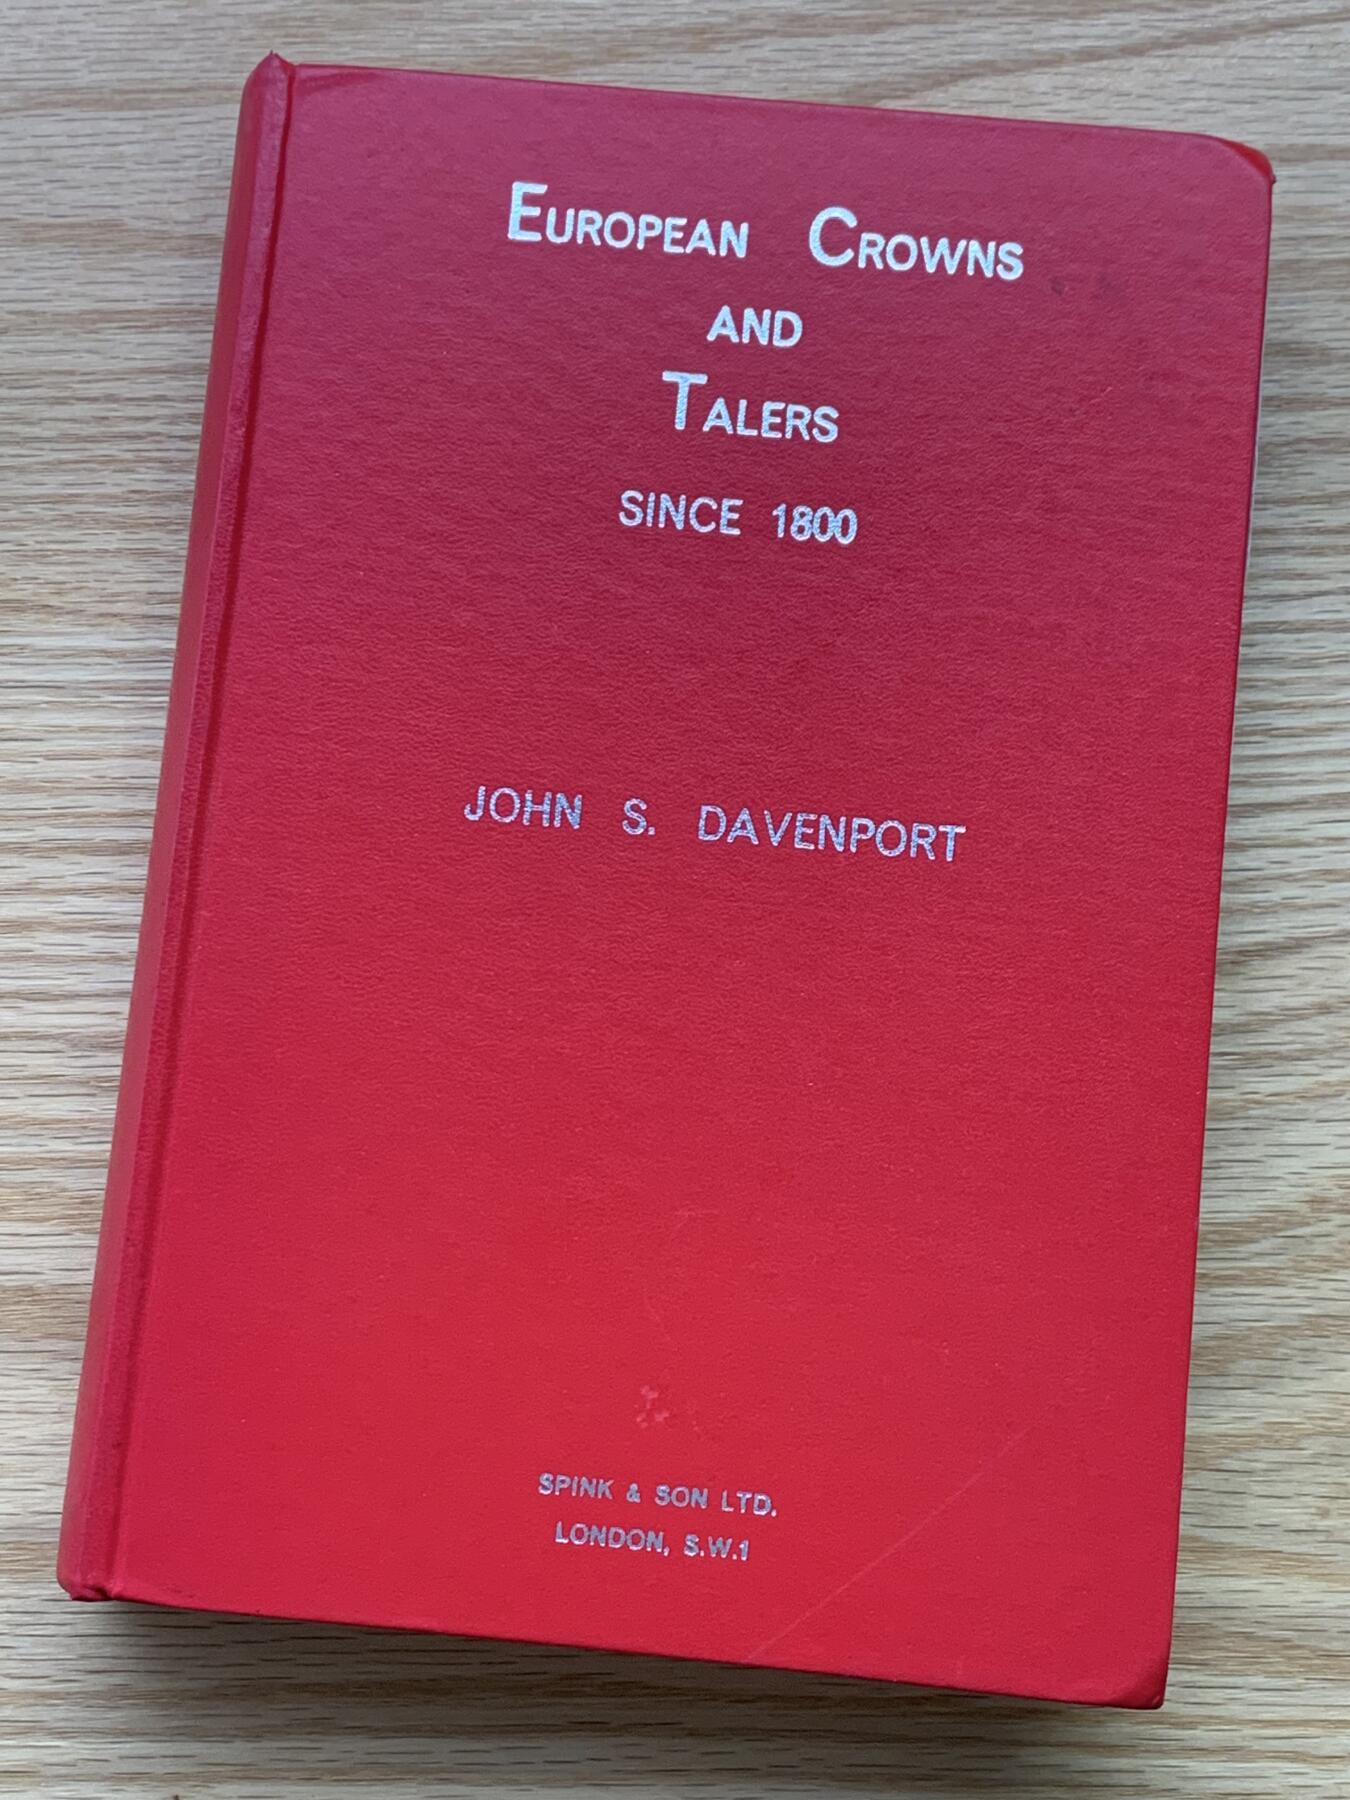 EUROPEAN CROWNS
AND
TALERS
SINCE 1800
JOHN S. DAVENPORT
SPINK & SON LTD.
LONDON, S.W.1